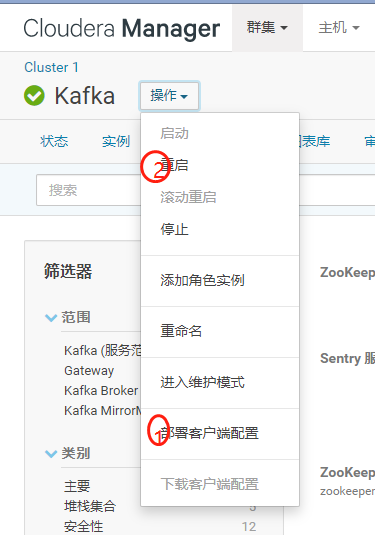 Cloudera Manager 群集 主机
Cluster 1
Kafka 操作
状态 实例 图表库
启动
2 重启
搜索 滚动重启
停止
筛选器
添加角色实例 ZooKeep
范围
重命名
Kafka (服务范 Sentry 服
Gateway
Kafka Broker 进入维护模式
Kafka MirrorM
1 部署客户端配置
类别
ZooKeep
主要 下载客户端配置 zookeeper
堆栈集合 5
安全性 12